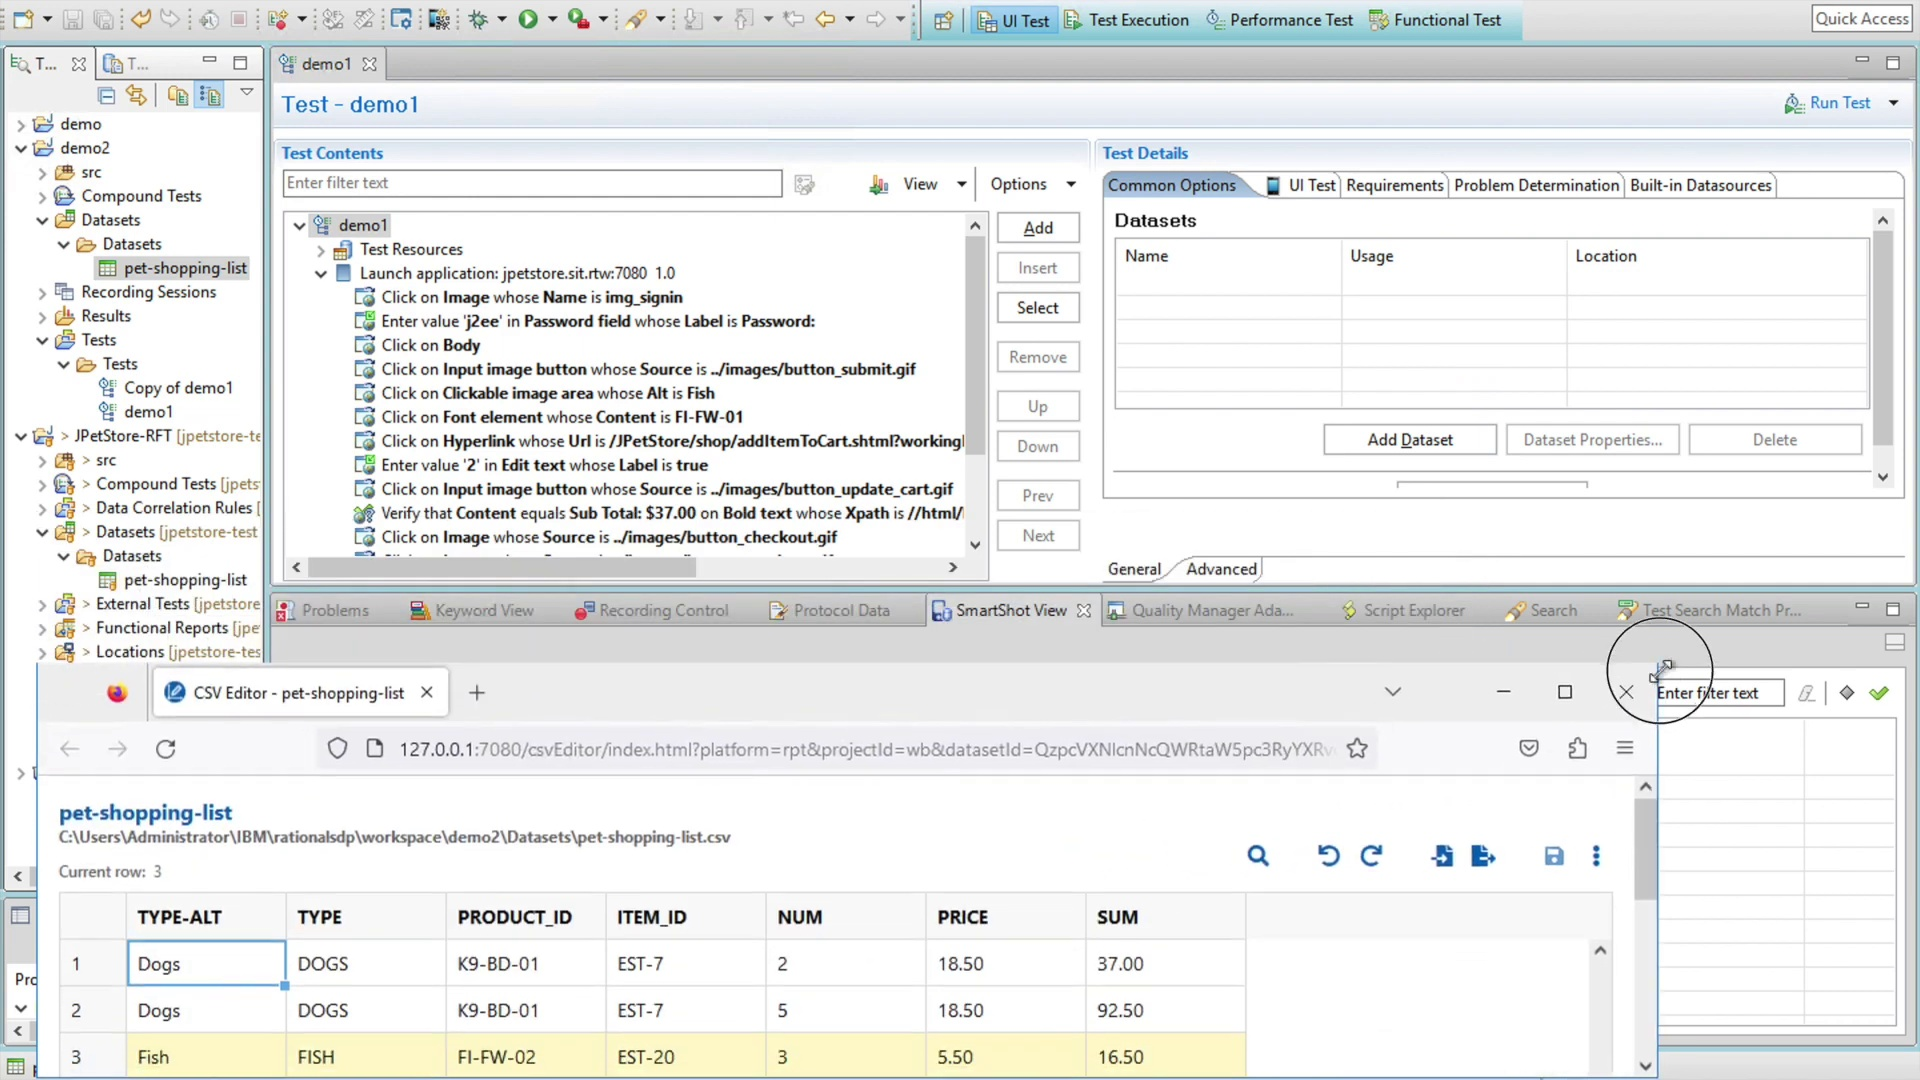 UI Test
Test Execution
Performance Test
Functional Test
Quick Access
T...
T...
demo
demo2
src
Compound Tests
Datasets
Datasets
pet-shopping-list
Recording Sessions
Results
Tests
Tests
Copy of demo1
demo1
> JPetStore-RFT [jpetstore-te
> src
> Compound Tests [jpets
> Data Correlation Rules [
> Datasets [jpetstore-test
> Datasets
pet-shopping-list
> External Tests [jpetstore
> Functional Reports [jpe
> Locations [jpetstore-tes
demo1
Test - demo1
Run Test
Test Contents
Enter filter text
View
Options
demo1
Test Resources
Launch application: jpetstore.sit.rtw:7080 1.0
Click on Image whose Name is img_signin
Enter value 'j2ee' in Password field whose Label is Password:
Click on Body
Click on Input image button whose Source is ../images/button_submit.gif
Click on Clickable image area whose Alt is Fish
Click on Font element whose Content is FI-FW-01
Click on Hyperlink whose Url is /JPetStore/shop/addItemToCart.shtml?working
Enter value '2' in Edit text whose Label is true
Click on Input image button whose Source is ../images/button_update_cart.gif
Verify that Content equals Sub Total: $37.00 on Bold text whose Xpath is //html/
Click on Image whose Source is ../images/button_checkout.gif
Add
Insert
Select
Remove
Up
Down
Prev
Next
Test Details
Common Options
UI Test
Requirements
Problem Determination
Built-in Datasources
Datasets
Name Usage Location
Add Dataset
Dataset Properties...
Delete
General
Advanced
Problems
Keyword View
Recording Control
Protocol Data
SmartShot View
Quality Manager Ada...
Script Explorer
Search
Test Search Match Pr...
Enter filter text
Pro
CSV Editor - pet-shopping-list
127.0.0.1:7080/csvEditor/index.html?platform=rpt&projectId=wb&datasetId=QzpcVXNlcnNcQWRtaW5pc3RyYXRv
pet-shopping-list
C:\Users\Administrator\IBM\rationalsdp\workspace\demo2\Datasets\pet-shopping-list.csv
Current row: 3
TYPE-ALT TYPE PRODUCT_ID ITEM_ID NUM PRICE SUM
1 Dogs DOGS K9-BD-01 EST-7 2 18.50 37.00
2 Dogs DOGS K9-BD-01 EST-7 5 18.50 92.50
3 Fish FISH FI-FW-02 EST-20 3 5.50 16.50